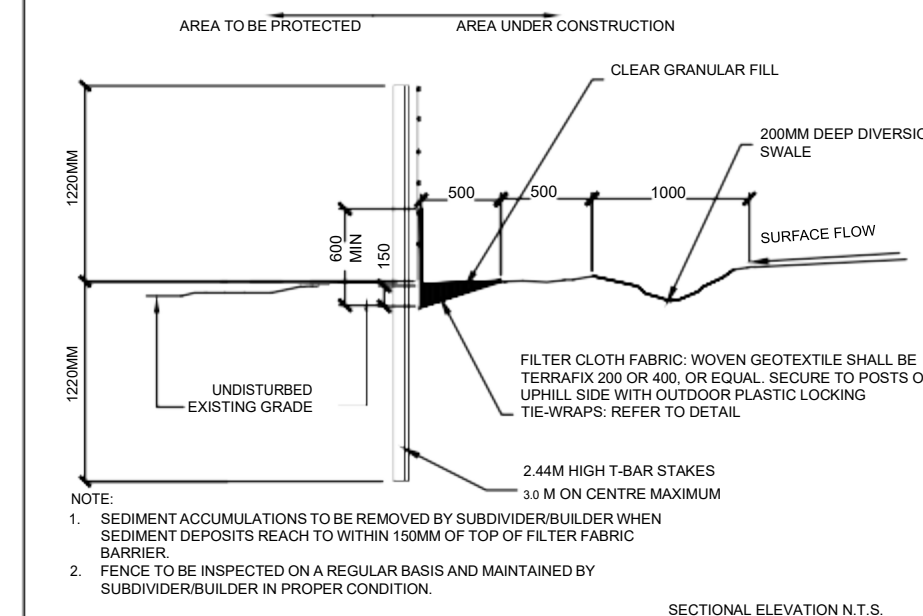 AREA TO BE PROTECTED
AREA UNDER CONSTRUCTION
CLEAR GRANULAR FILL
200MM DEEP DIVERSIO
SWALE
1220MM
500
500
1000
600
MIN
150
SURFACE FLOW
1220MM
UNDISTURBED
EXISTING GRADE
FILTER CLOTH FABRIC: WOVEN GEOTEXTILE SHALL BE
TERRAFIX 200 OR 400, OR EQUAL. SECURE TO POSTS O
UPHILL SIDE WITH OUTDOOR PLASTIC LOCKING
TIE-WRAPS: REFER TO DETAIL
2.44M HIGH T-BAR STAKES
3.0 M ON CENTRE MAXIMUM
NOTE:
1. SEDIMENT ACCUMULATIONS TO BE REMOVED BY SUBDIVIDER/BUILDER WHEN
SEDIMENT DEPOSITS REACH TO WITHIN 150MM OF TOP OF FILTER FABRIC
BARRIER.
2. FENCE TO BE INSPECTED ON A REGULAR BASIS AND MAINTAINED BY
SUBDIVIDER/BUILDER IN PROPER CONDITION.
SECTIONAL ELEVATION N.T.S.